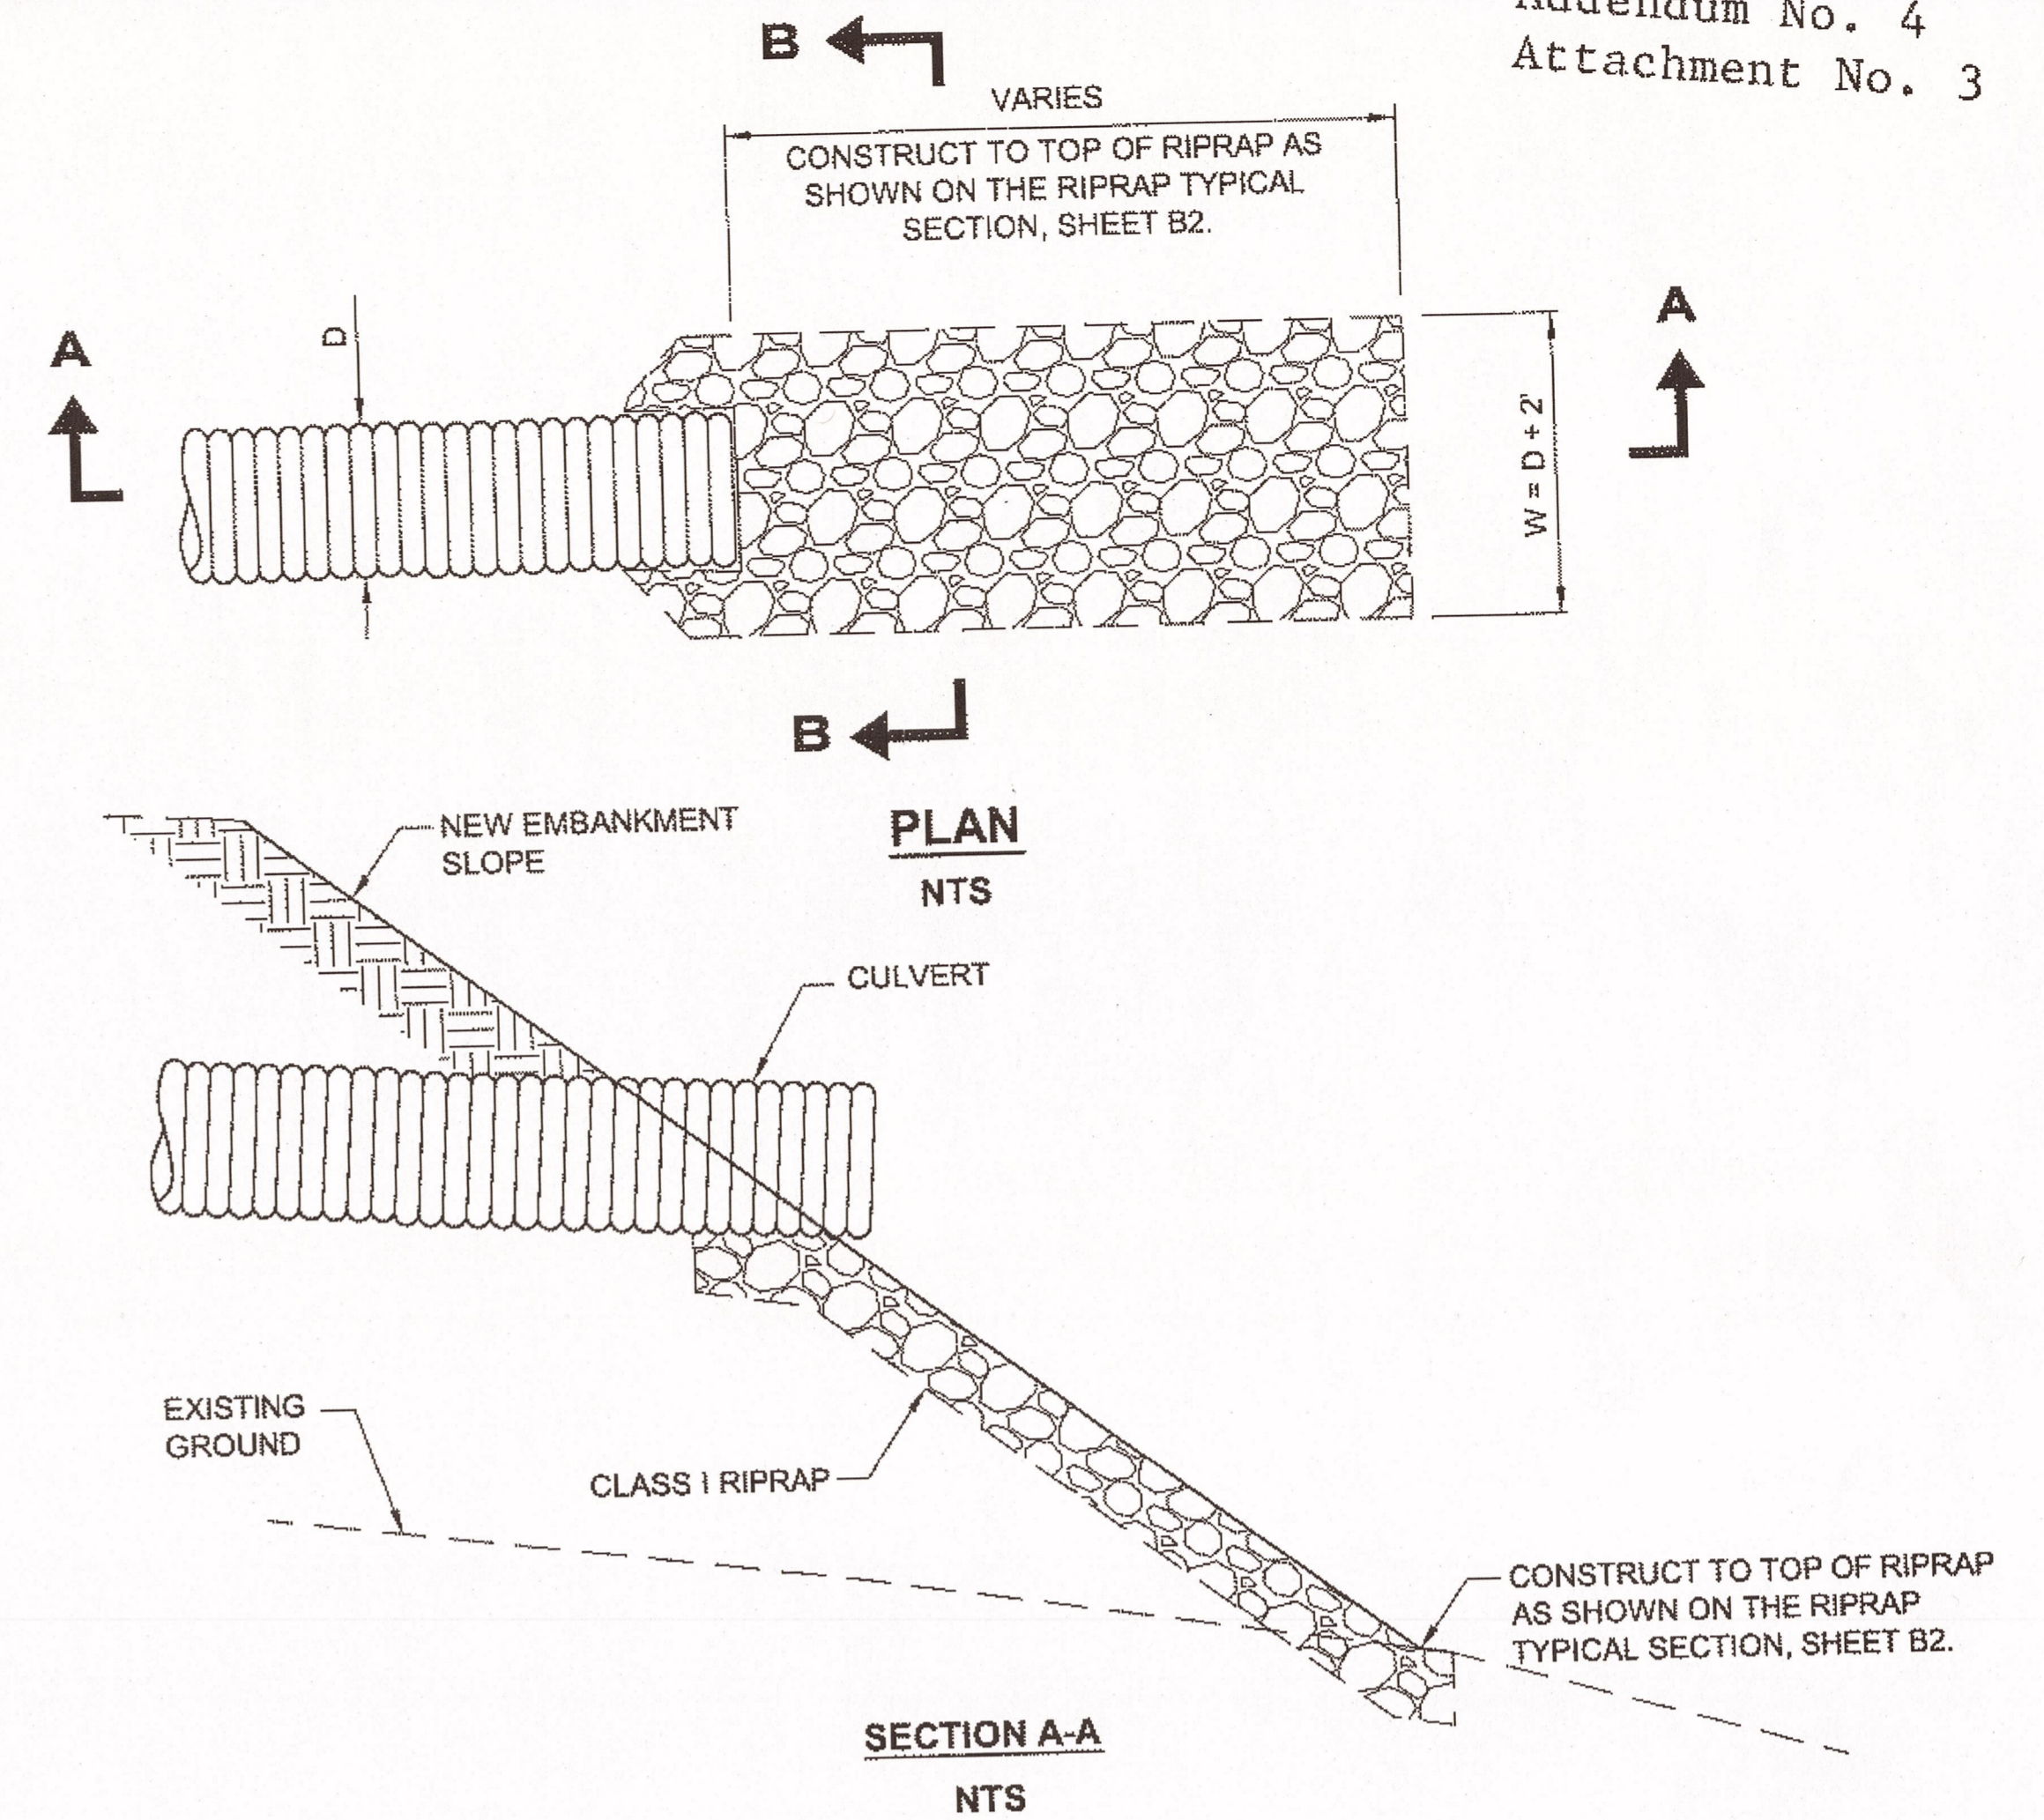 Addendum No. 4
Attachment No. 3
B
VARIES
CONSTRUCT TO TOP OF RIPRAP AS
SHOWN ON THE RIPRAP TYPICAL
SECTION, SHEET B2.
A
D
A
W = D + 2'
B
PLAN
NTS
NEW EMBANKMENT
SLOPE
CULVERT
EXISTING
GROUND
CLASS I RIPRAP
CONSTRUCT TO TOP OF RIPRAP
AS SHOWN ON THE RIPRAP
TYPICAL SECTION, SHEET B2.
SECTION A-A
NTS